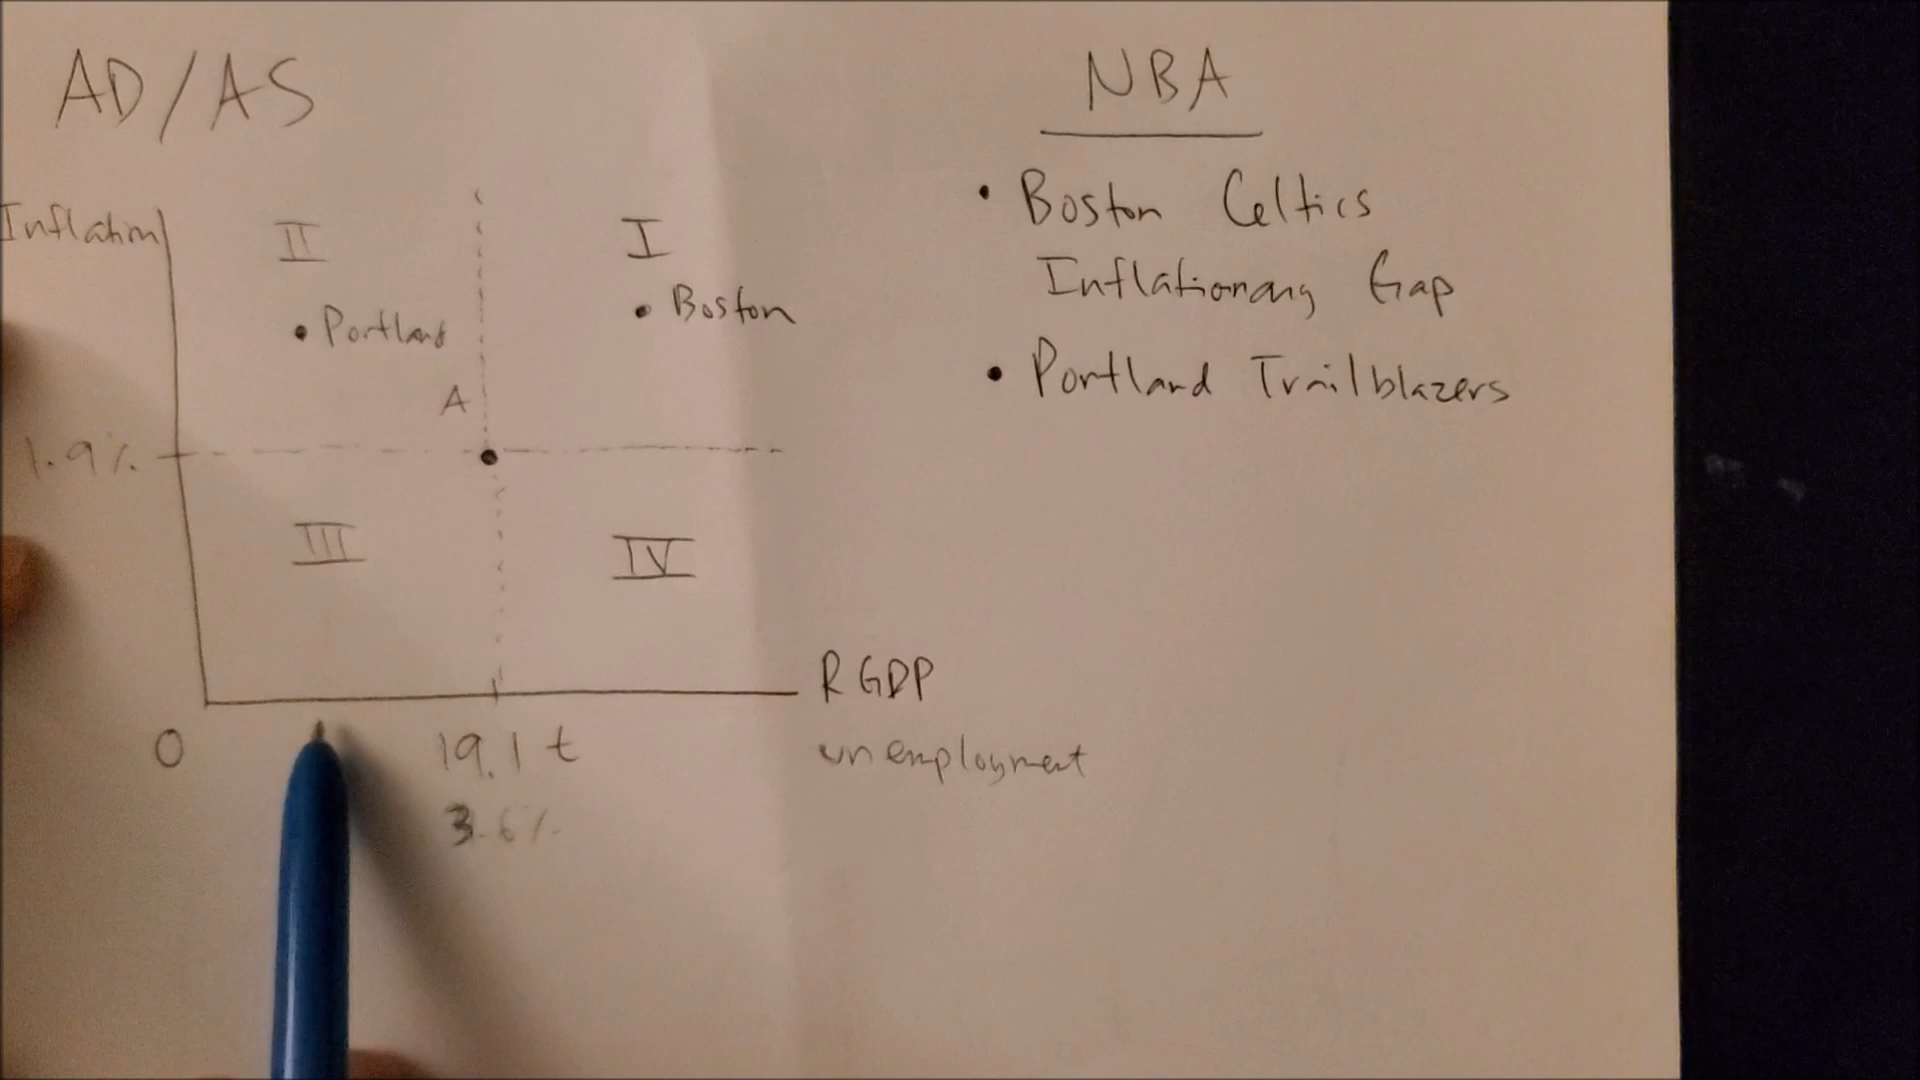 AD/AS
Inflation
II
I
• Portland
• Boston
A
1.9%
III
IV
RGDP
0
19.1 t
unemployment
3.6%
NBA
• Boston Celtics
Inflationary Gap
• Portland Trailblazers